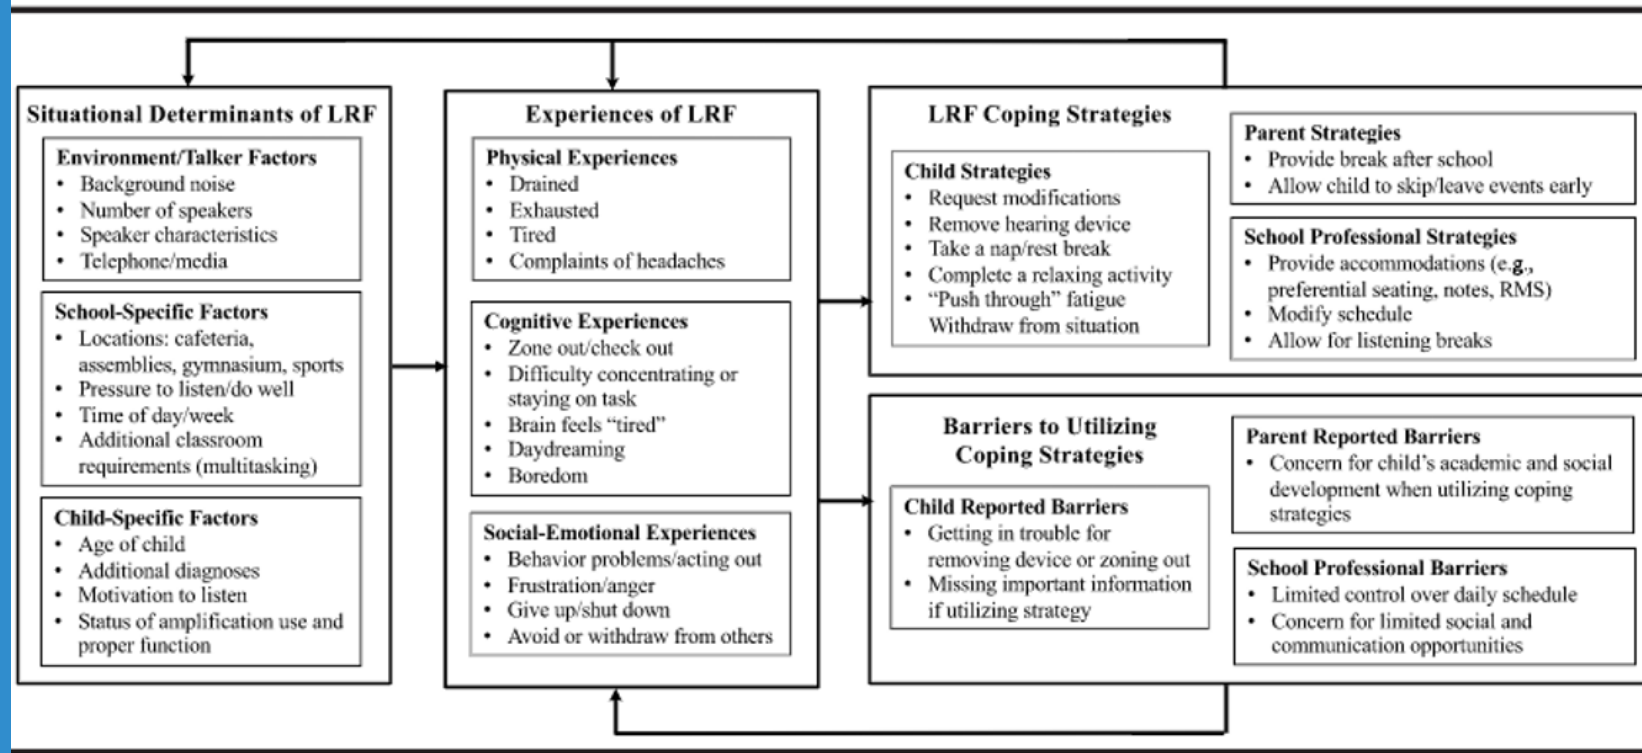 Situational Determinants of LRF
Environment/Talker Factors
• Background noise
• Number of speakers
• Speaker characteristics
• Telephone/media
School-Specific Factors
• Locations: cafeteria,
assemblies, gymnasium, sports
• Pressure to listen/do well
• Time of day/week
• Additional classroom
requirements (multitasking)
Child-Specific Factors
• Age of child
• Additional diagnoses
• Motivation to listen
• Status of amplification use and
proper function
Experiences of LRF
Physical Experiences
• Drained
• Exhausted
• Tired
• Complaints of headaches
Cognitive Experiences
• Zone out/check out
• Difficulty concentrating or
staying on task
• Brain feels “tired”
• Daydreaming
• Boredom
Social-Emotional Experiences
• Behavior problems/acting out
• Frustration/anger
• Give up/shut down
• Avoid or withdraw from others
LRF Coping Strategies
Child Strategies
• Request modifications
• Remove hearing device
• Take a nap/rest break
• Complete a relaxing activity
• “Push through” fatigue
Withdraw from situation
Parent Strategies
• Provide break after school
• Allow child to skip/leave events early
School Professional Strategies
• Provide accommodations (e.g.,
preferential seating, notes, RMS)
• Modify schedule
• Allow for listening breaks
Barriers to Utilizing
Coping Strategies
Child Reported Barriers
• Getting in trouble for
removing device or zoning out
• Missing important information
if utilizing strategy
Parent Reported Barriers
• Concern for child’s academic and social
development when utilizing coping
strategies
School Professional Barriers
• Limited control over daily schedule
• Concern for limited social and
communication opportunities